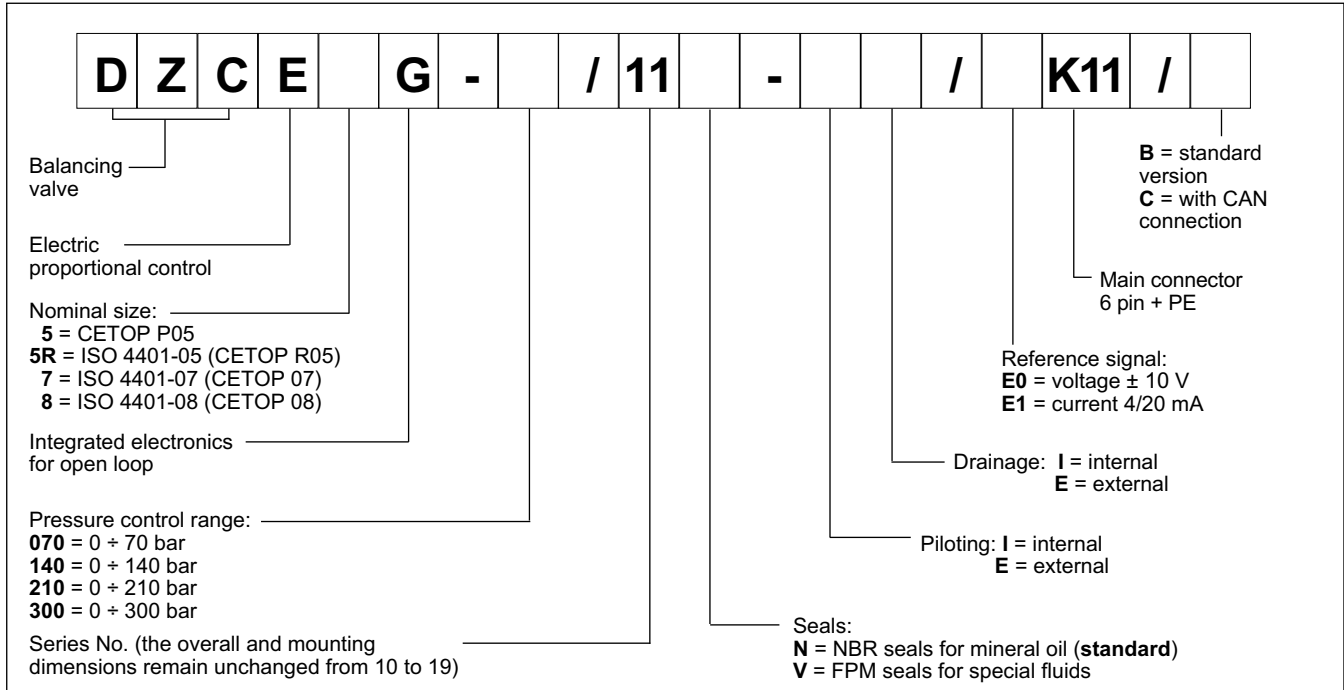 D Z C E G - / 11 - / K11 /
Balancing
valve
Electric
proportional control
Nominal size:
5 = CETOP P05
5R = ISO 4401-05 (CETOP R05)
7 = ISO 4401-07 (CETOP 07)
8 = ISO 4401-08 (CETOP 08)
Integrated electronics
for open loop
Pressure control range:
070 = 0 ÷ 70 bar
140 = 0 ÷ 140 bar
210 = 0 ÷ 210 bar
300 = 0 ÷ 300 bar
Series No. (the overall and mounting
dimensions remain unchanged from 10 to 19)
B = standard
version
C = with CAN
connection
Main connector
6 pin + PE
Reference signal:
E0 = voltage ± 10 V
E1 = current 4/20 mA
Drainage: I = internal
E = external
Piloting: I = internal
E = external
Seals:
N = NBR seals for mineral oil (standard)
V = FPM seals for special fluids